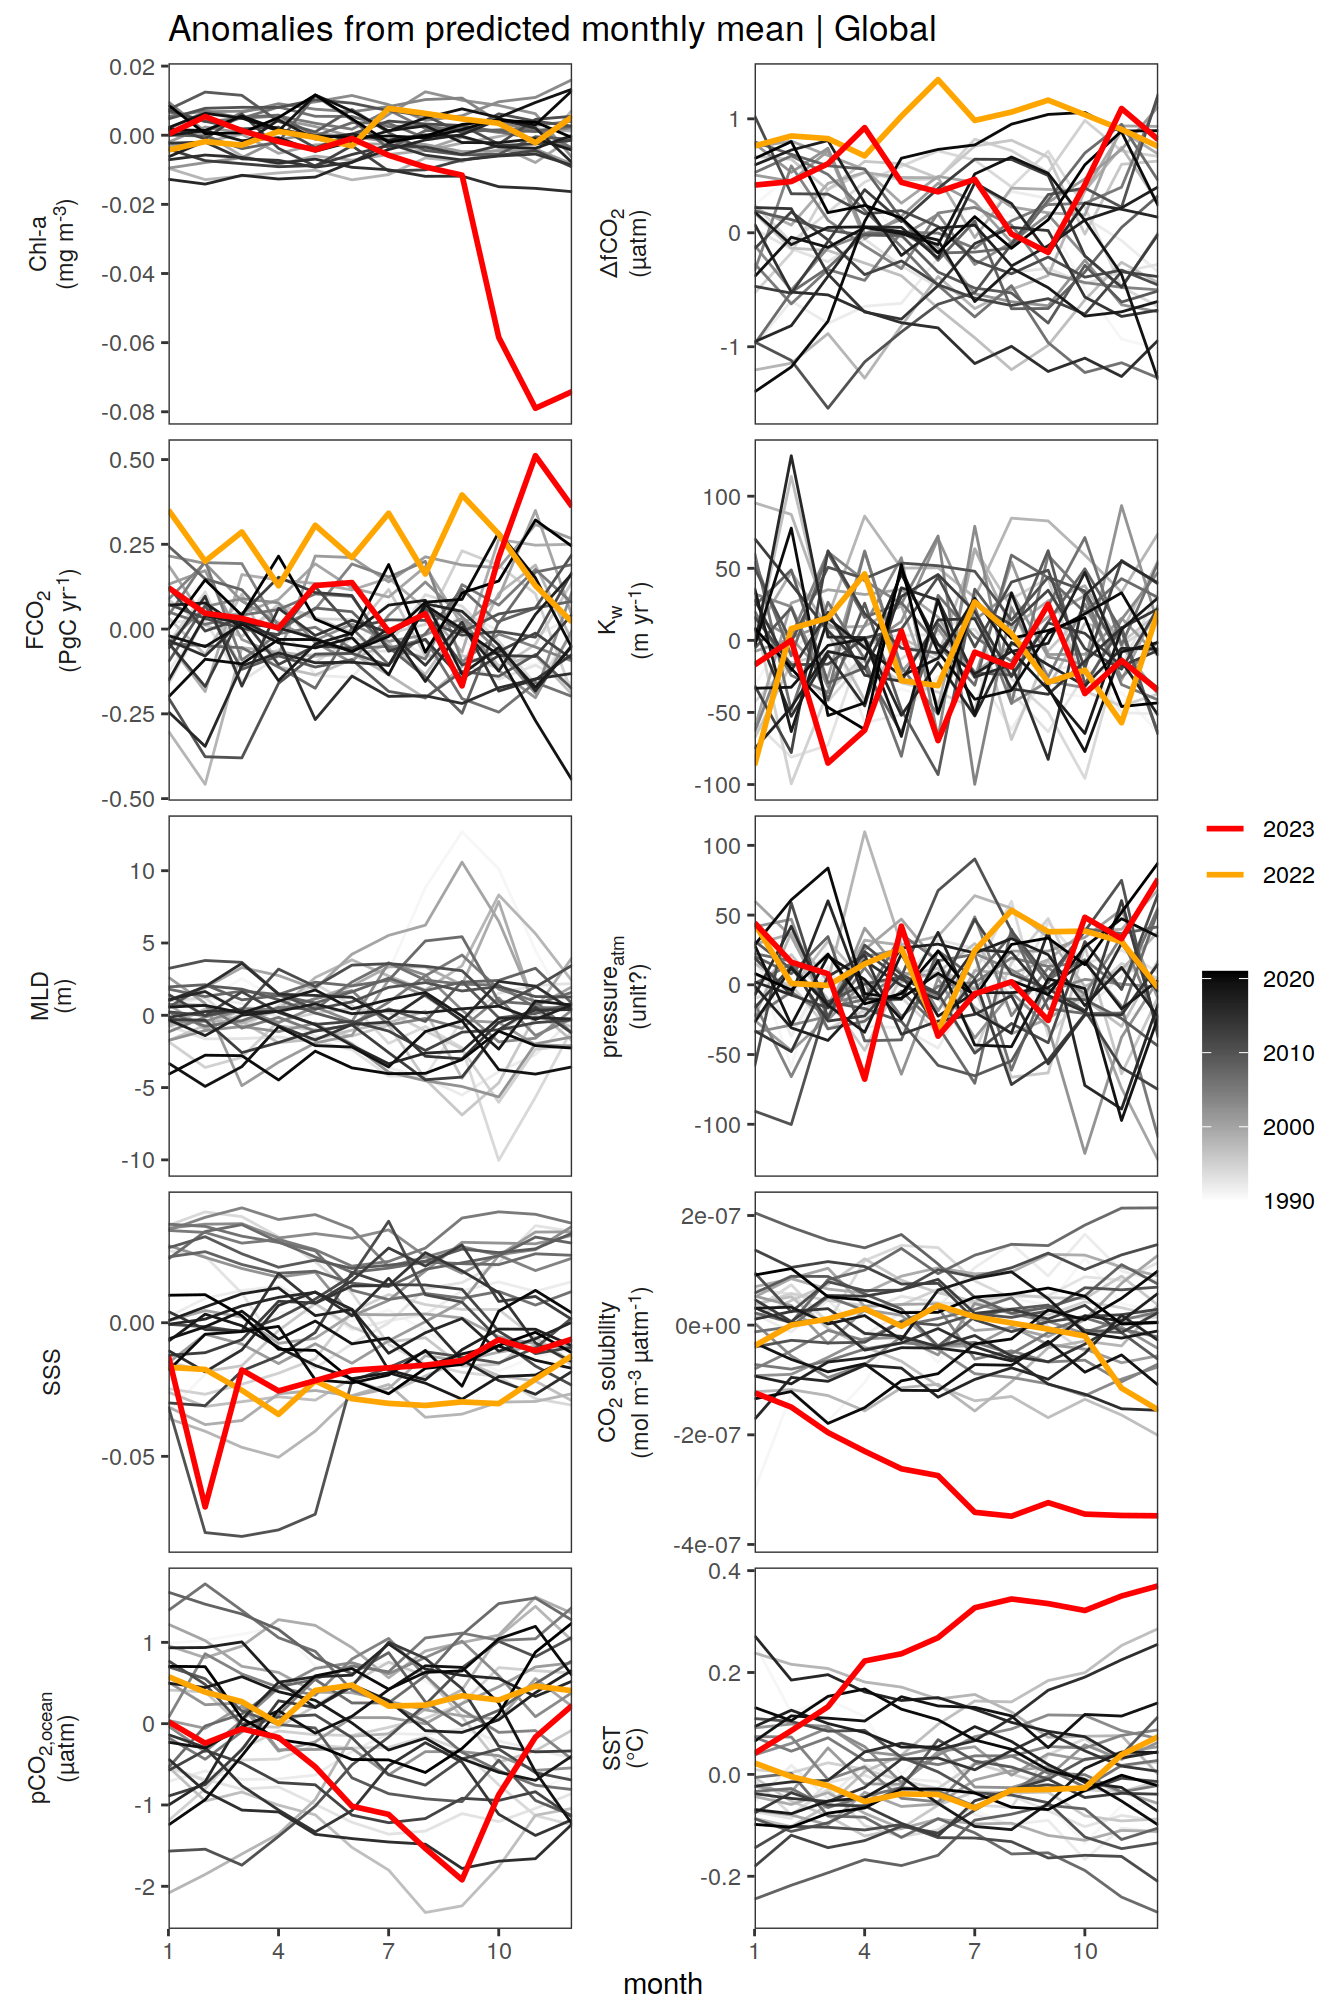 Anomalies from predicted monthly mean | Global
0.02
0.00
-0.02
-0.04
-0.06
-0.08
Chl-a
(mg m-3)
1
0
-1
ΔfCO2
(µatm)
0.50
0.25
0.00
-0.25
-0.50
FCO2
(PgC yr-1)
100
50
0
-50
-100
Kw
(m yr-1)
10
5
0
-5
-10
MLD
(m)
100
50
0
-50
-100
pressureatm
(unit?)
0.00
-0.05
SSS
2e-07
0e+00
-2e-07
-4e-07
CO2 solubility
(mol m-3 µatm-1)
1
0
-1
-2
pCO2,ocean
(µatm)
0.4
0.2
0.0
-0.2
SST
(°C)
1 4 7 10
1 4 7 10
month
2023
2022
2020
2010
2000
1990